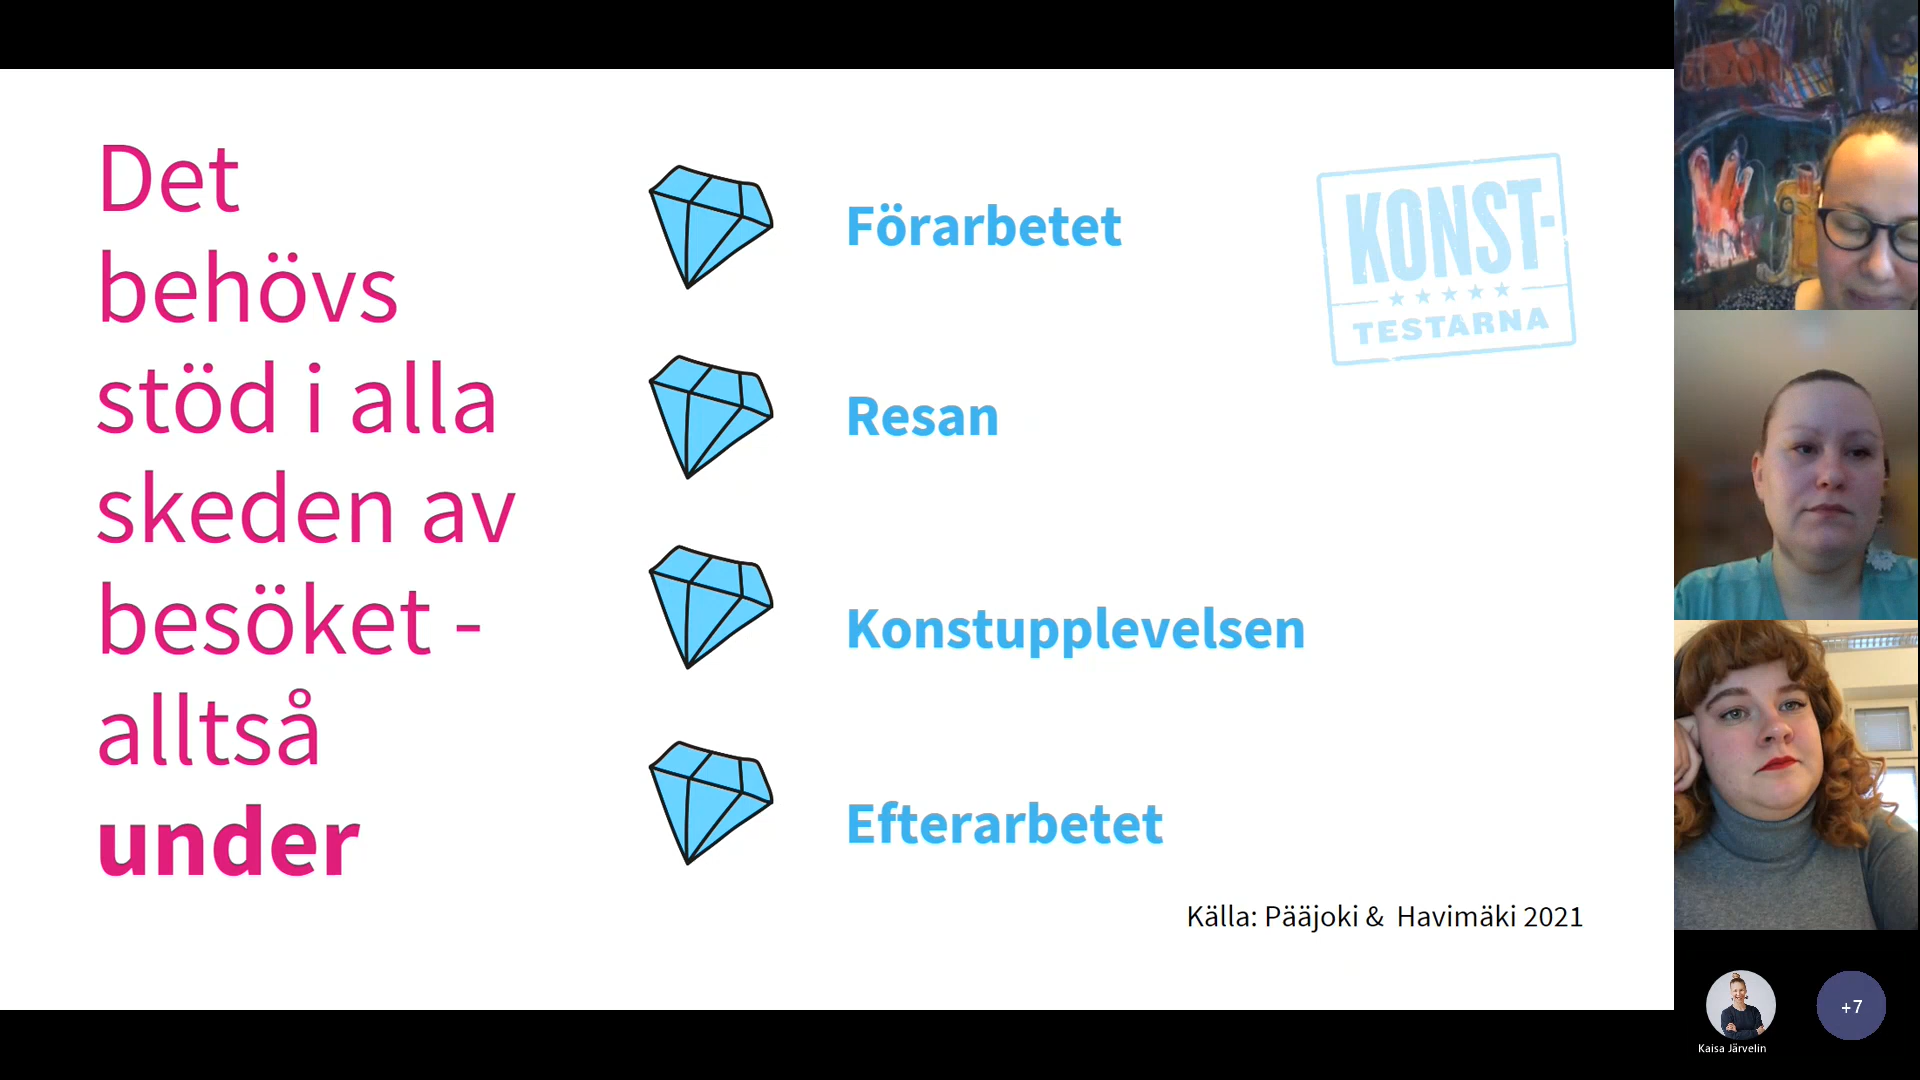 Det
behövs
stöd i alla
skeden av
besöket -
alltså
under
Förarbetet
Resan
Konstupplevelsen
Efterarbetet
KONST-
TESTARNA
Källa: Pääjoki & Havimäki 2021
Kaisa Järvelin
+7